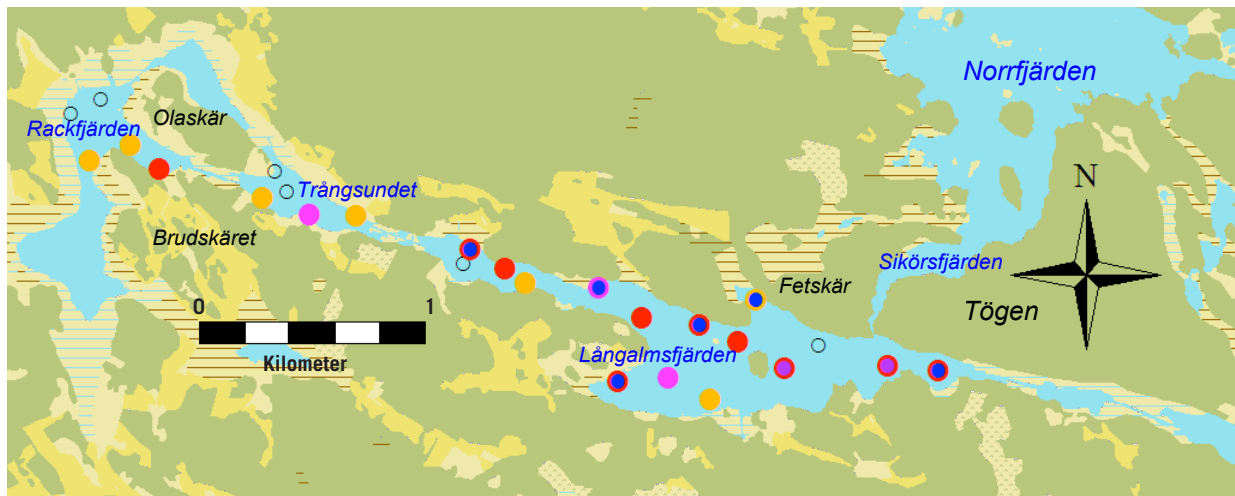 Norrfjärden
Olaskär
Rackfjärden
N
Trångsundet
Brudskäret
Sikörsfjärden
Fetskär
Tögen
0 1
Kilometer
Långalmsfjärden